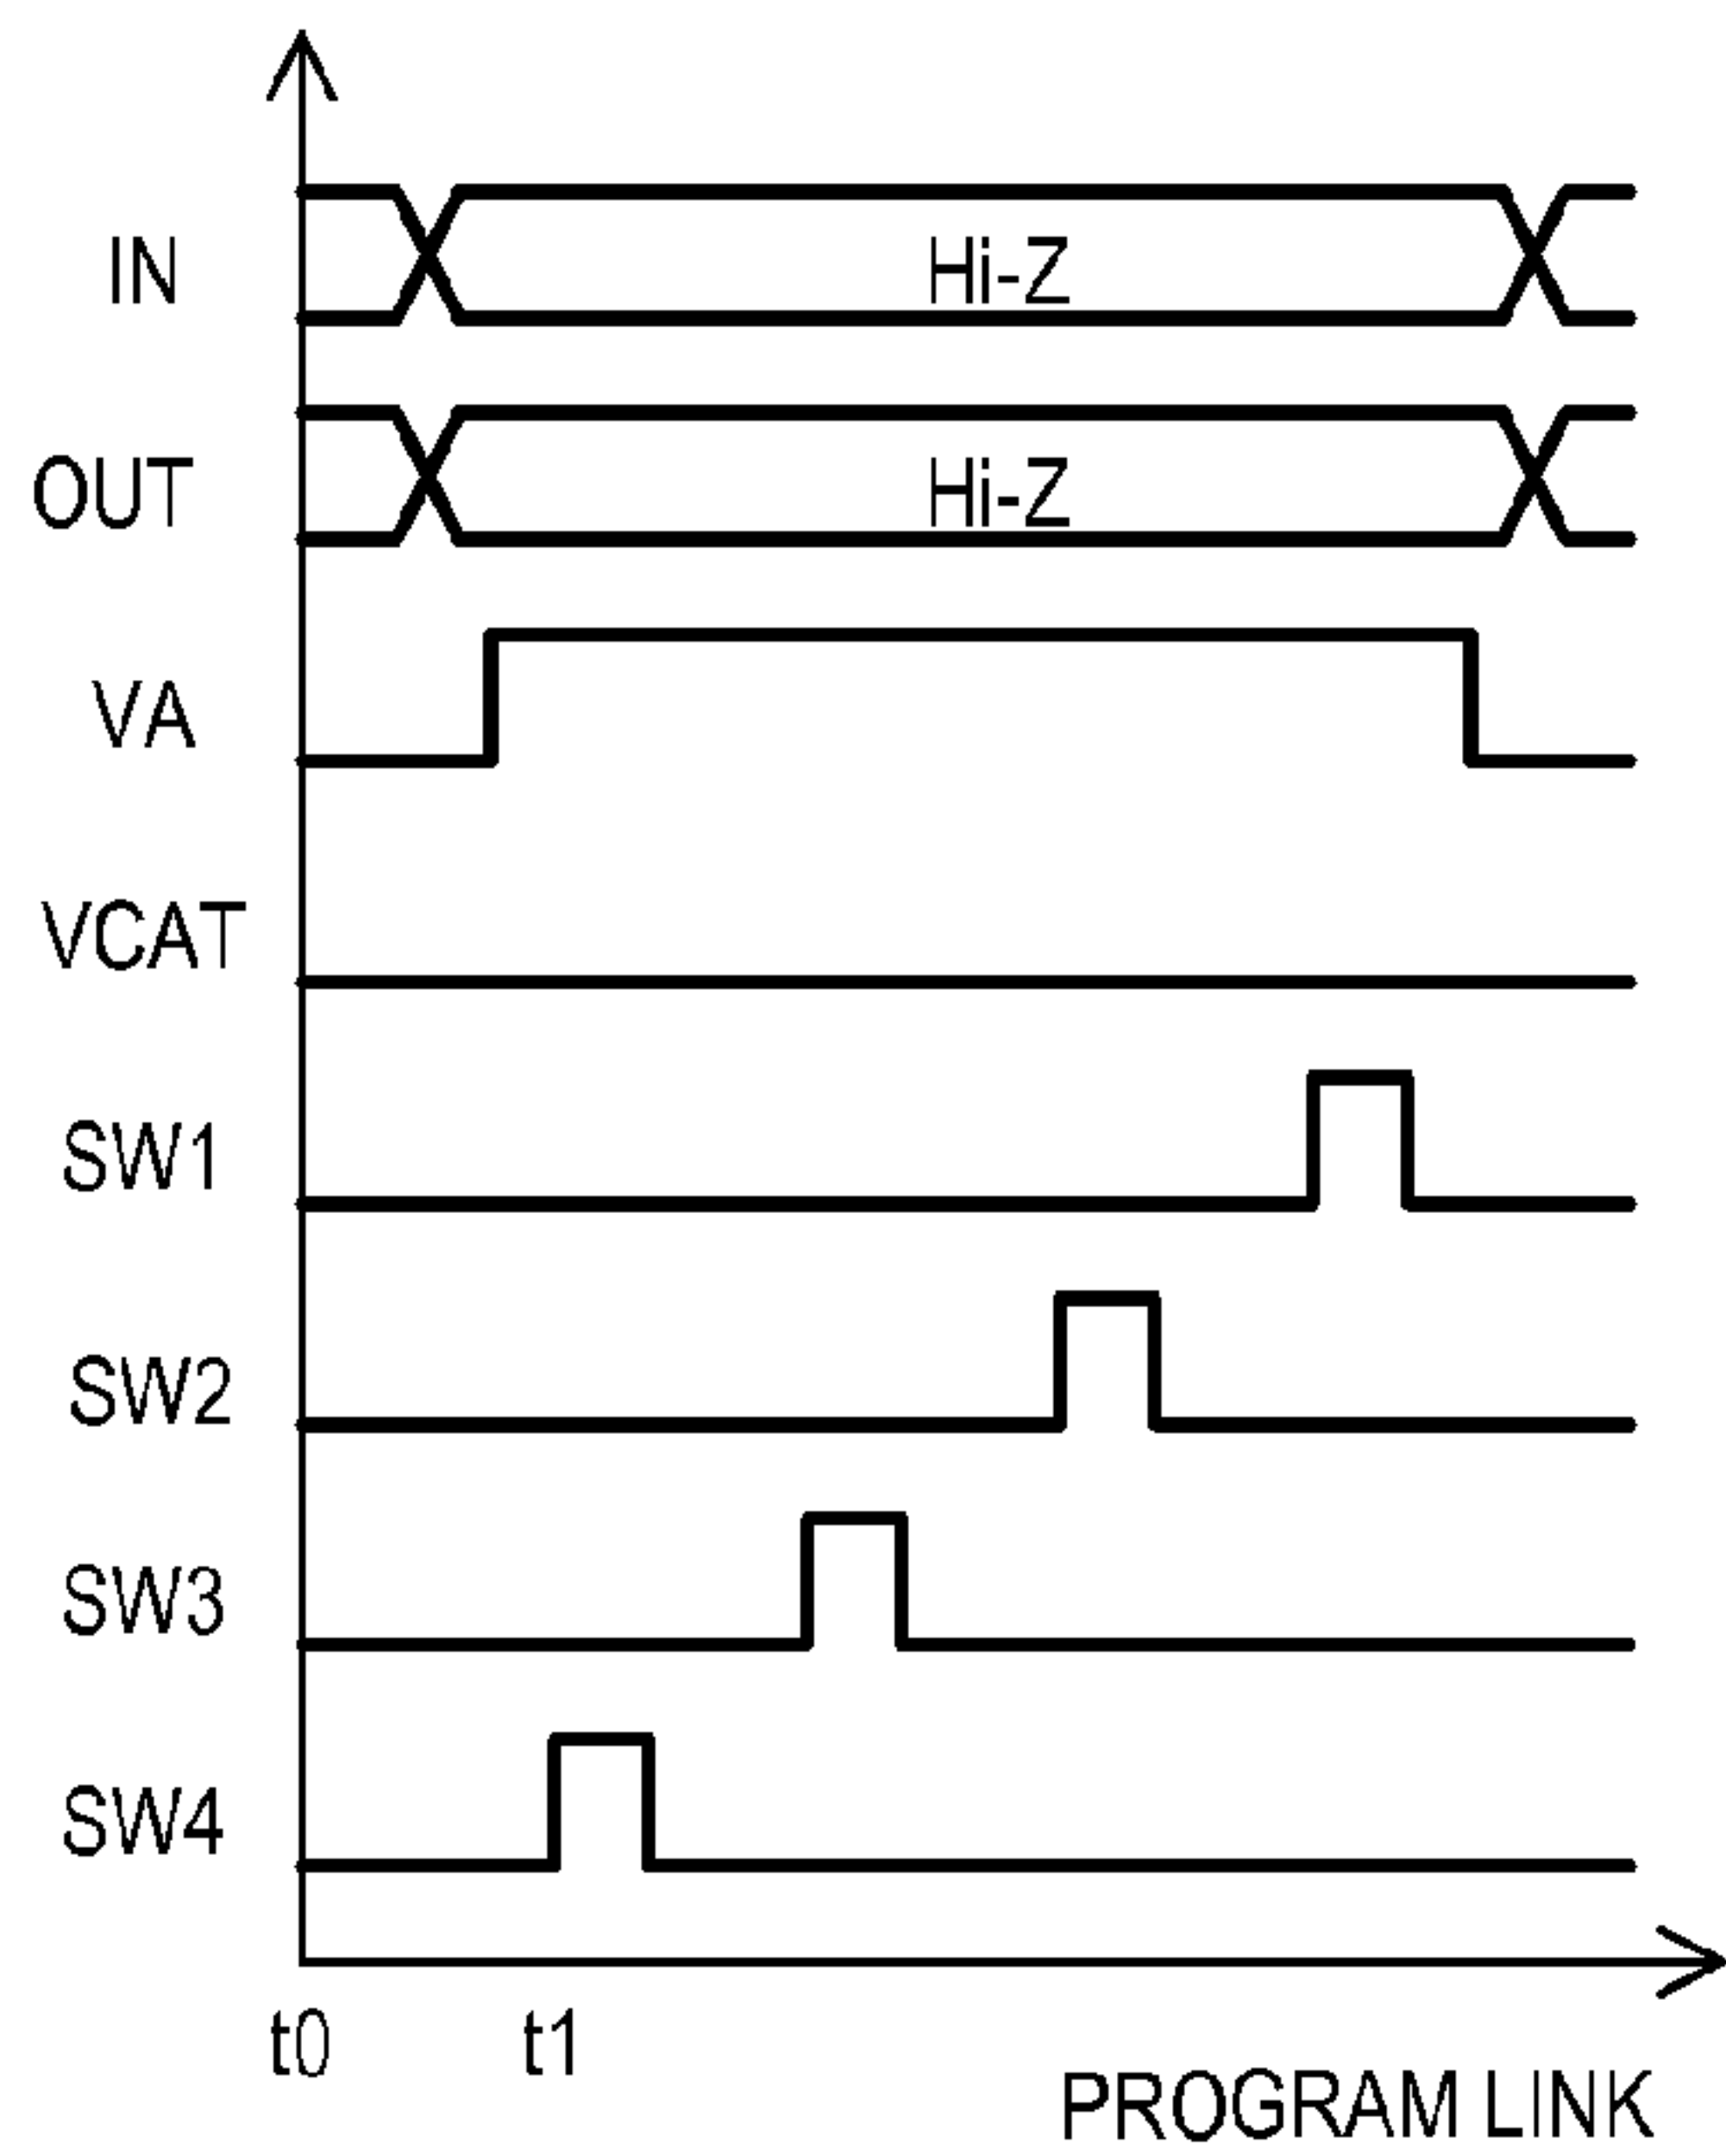 IN
Hi-Z
OUT
Hi-Z
VA
VCAT
SW1
SW2
SW3
SW4
t0
t1
PROGRAM LINK